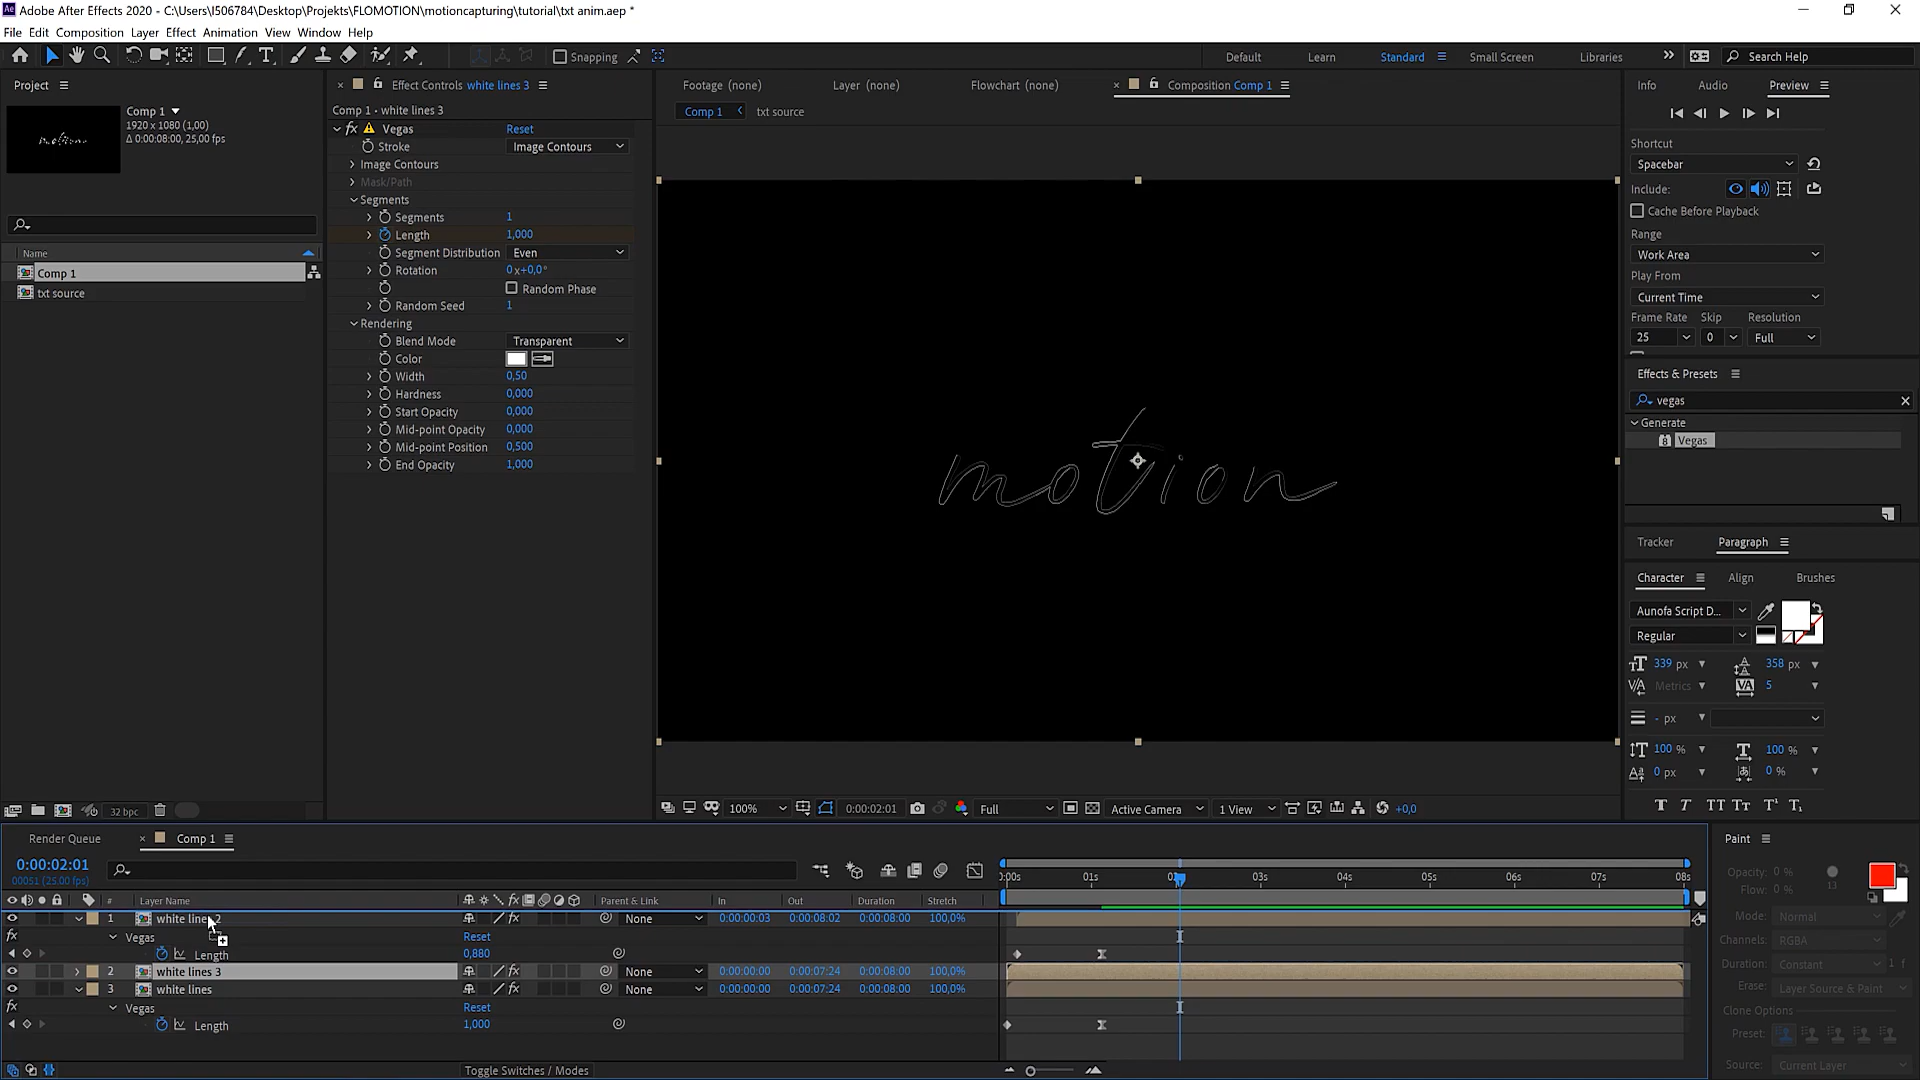 Adobe After Effects 2020 - C:\Users\I506784\Desktop\Projekts\FLOMOTION\motioncapturing\tutorial\txt anim.aep *
File Edit Composition Layer Effect Animation View Window Help
Snapping
Default Learn Standard Small Screen Libraries Search Help
Project
Comp 1
1920 x 1080 (1,00)
Δ 0:00:08:00, 25,00 fps
Name
Comp 1
txt source
32 bpc
Effect Controls white lines 3
Comp 1 • white lines 3
fx Vegas Reset
Stroke Image Contours
Image Contours
Mask/Path
Segments
Segments 1
Length 1,000
Segment Distribution Even
Rotation 0x+0,0°
Random Phase
Random Seed 1
Rendering
Blend Mode Transparent
Color
Width 0,50
Hardness 0,000
Start Opacity 0,000
Mid-point Opacity 0,000
Mid-point Position 0,500
End Opacity 1,000
Footage (none) Layer (none) Flowchart (none) Composition Comp 1
Comp 1 txt source
motion
100% 0:00:02:01 Full Active Camera 1 View +0,0
Info Audio Preview
Shortcut
Spacebar
Include:
Cache Before Playback
Range
Work Area
Play From
Current Time
Frame Rate Skip Resolution
25 0 Full
Effects & Presets
vegas
Generate
Vegas
Tracker Paragraph
Character Align Brushes
Aunofa Script D...
Regular
339 px 358 px
Metrics 5
- px
100 % 100 %
0 px 0 %
Render Queue Comp 1
0:00:02:01
00051 (25.00 fps)
# Layer Name Parent & Link In Out Duration Stretch
1 white lines 2 None 0:00:00:03 0:00:08:02 0:00:08:00 100,0%
Vegas Reset
Length 0,880
2 white lines 3 None 0:00:00:00 0:00:07:24 0:00:08:00 100,0%
3 white lines None 0:00:00:00 0:00:07:24 0:00:08:00 100,0%
Vegas Reset
Length 1,000
Toggle Switches / Modes
01s 03s 04s 05s 06s 07s 08s
Paint
Opacity: 0 %
Flow: 0 % 13
Mode: Normal
Channels: RGBA
Duration: Constant 1 f
Erase: Layer Source & Paint
Clone Options
Preset:
Source: Current Layer